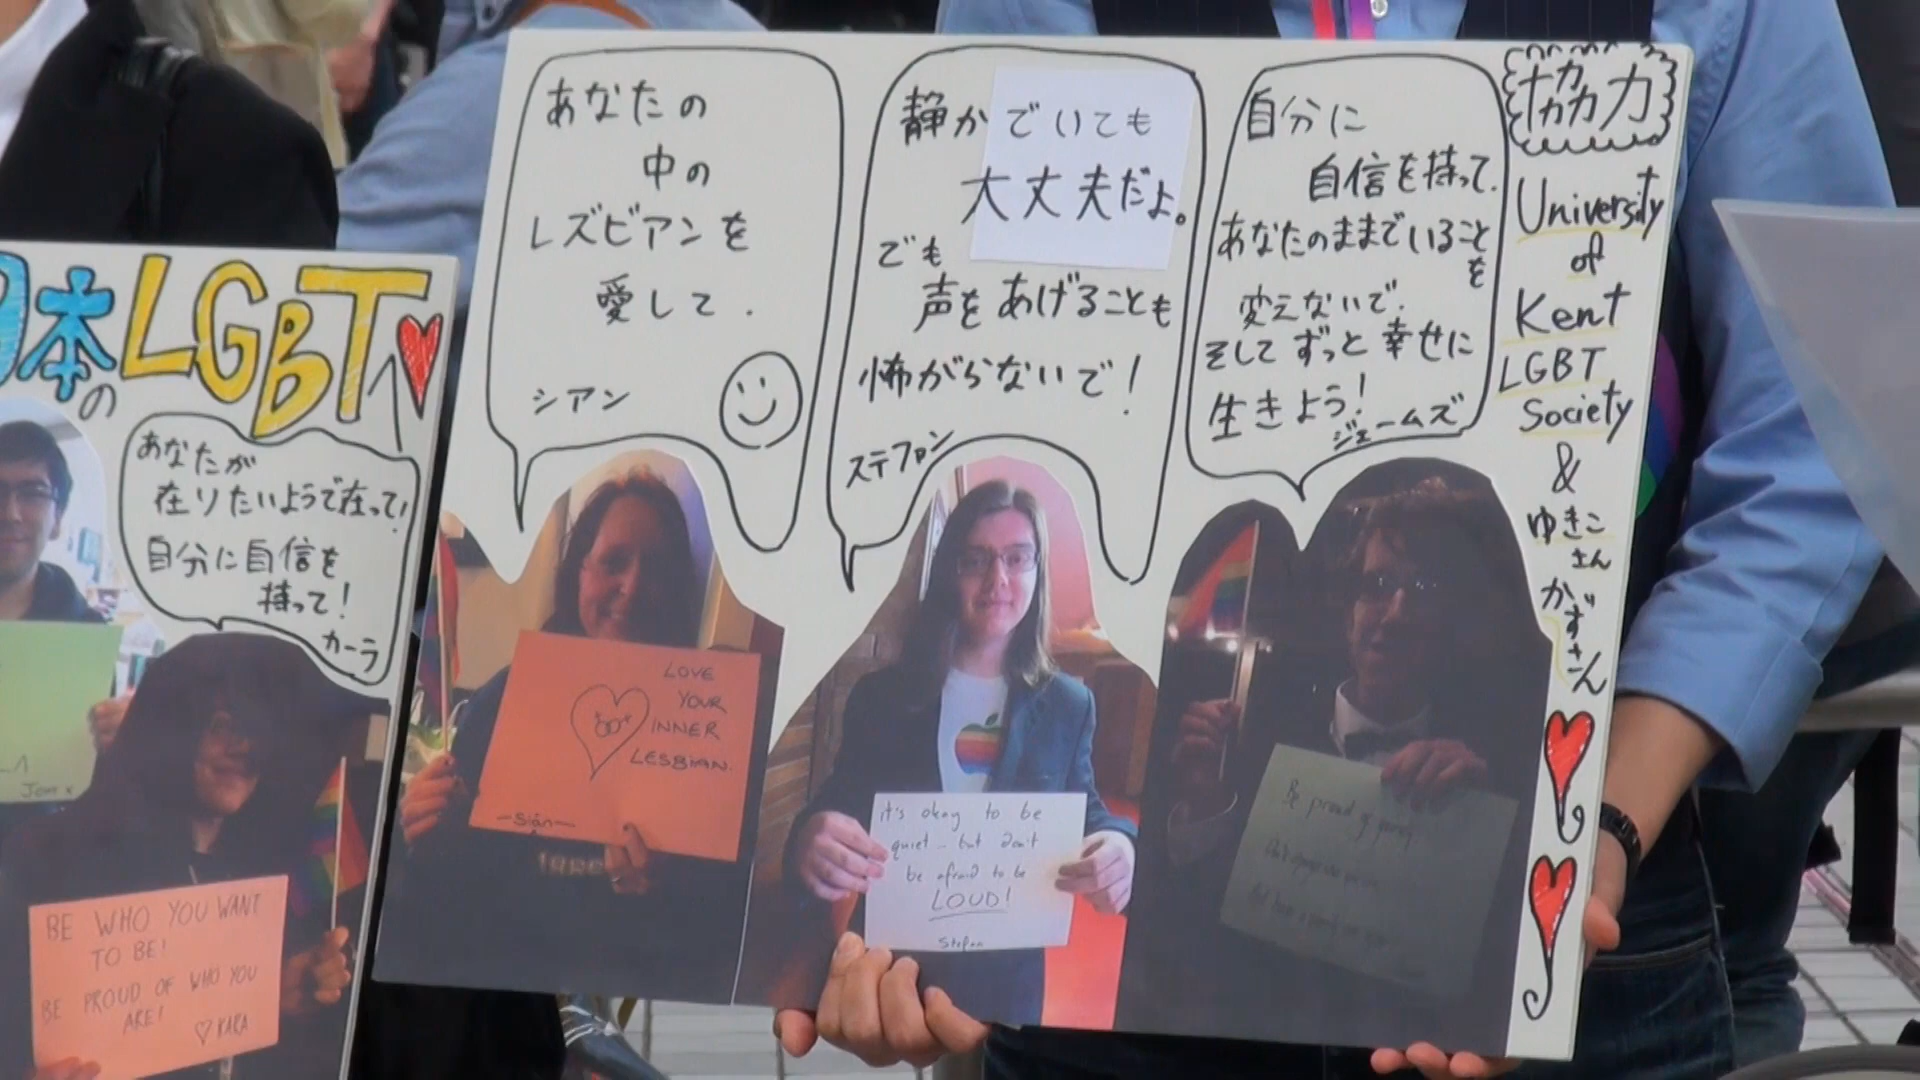 本
の
LGBT
へ
あなたが
在りたいようで在って!
自分に自信を
持って!
カーラ
BE WHO YOU WANT
TO BE!
BE PROUD OF WHO YOU
ARE!
♡ KARA
あなたの
中の
レズビアンを
愛して.
シアン
LOVE
YOUR
INNER
LESBIAN.
—Siân—
静かでいても
大丈夫だよ。
でも
声をあげることも
怖がらないで!
ステファン
it's okay to be
quiet - but don't
be afraid to be
LOUD!
Stefan
自分に
自信を持って.
あなたのままでいること
を
変えないで.
そしてずっと幸せに
生きよう!
ジェームズ
Be proud of
協力
University
of
Kent
LGBT
Society
&
ゆきこ
さん
かずさん